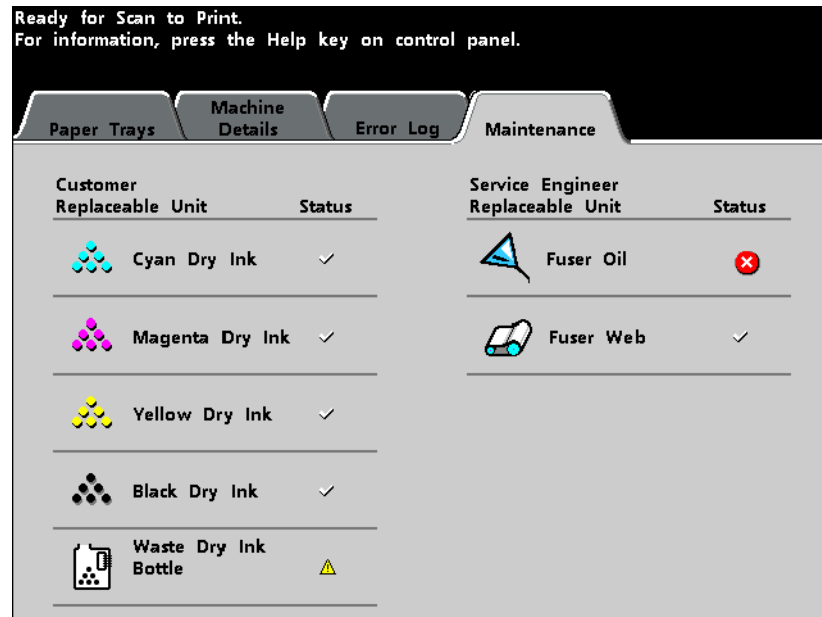 Ready for Scan to Print.
For information, press the Help key on control panel.
Paper Trays
Machine
Details
Error Log
Maintenance
Customer
Replaceable Unit
Status
Cyan Dry Ink
Magenta Dry Ink
Yellow Dry Ink
Black Dry Ink
Waste Dry Ink
Bottle
Service Engineer
Replaceable Unit
Status
Fuser Oil
Fuser Web